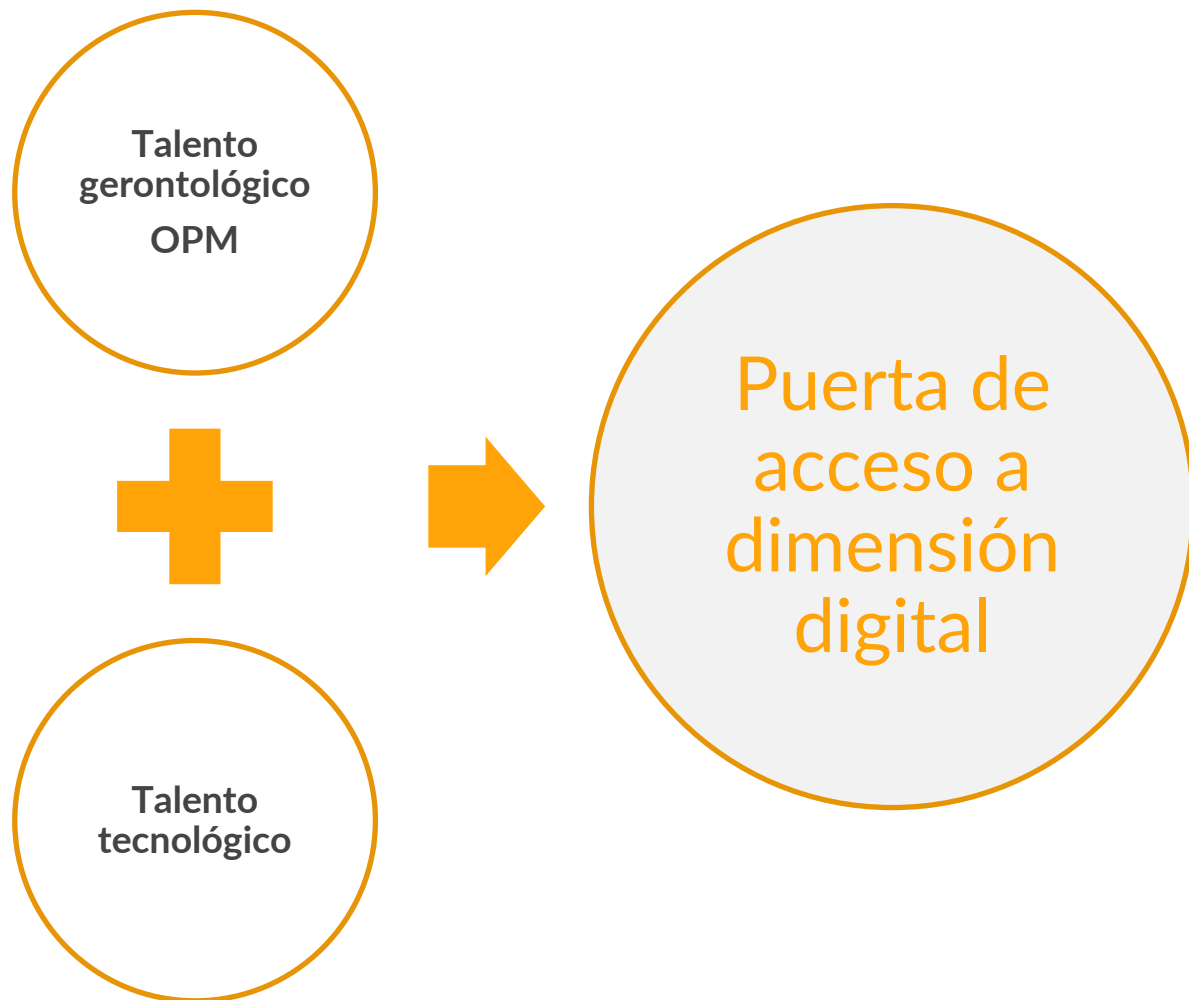 Talento
gerontológico
OPM
Talento
tecnológico
Puerta de
acceso a
dimensión
digital